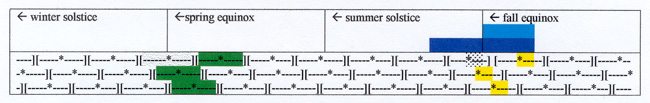 ← winter solstice ←spring equinox ← summer solstice ← fall equinox
----][-----*-----][-----*-----][-----*-----][-----*-----][-----*-----][-----*-----][-----*-----][-----*-----][-----*--
-*-----][-----*-----][-----*-----][-----*-----][-----*-----][-----*-----][-----*-----][-----*-----][-----*-----][----*
-][-----*-----][-----*-----][-----*-----][-----*-----][-----*-----][-----*-----][-----*-----][-----*-----][-----*-----]